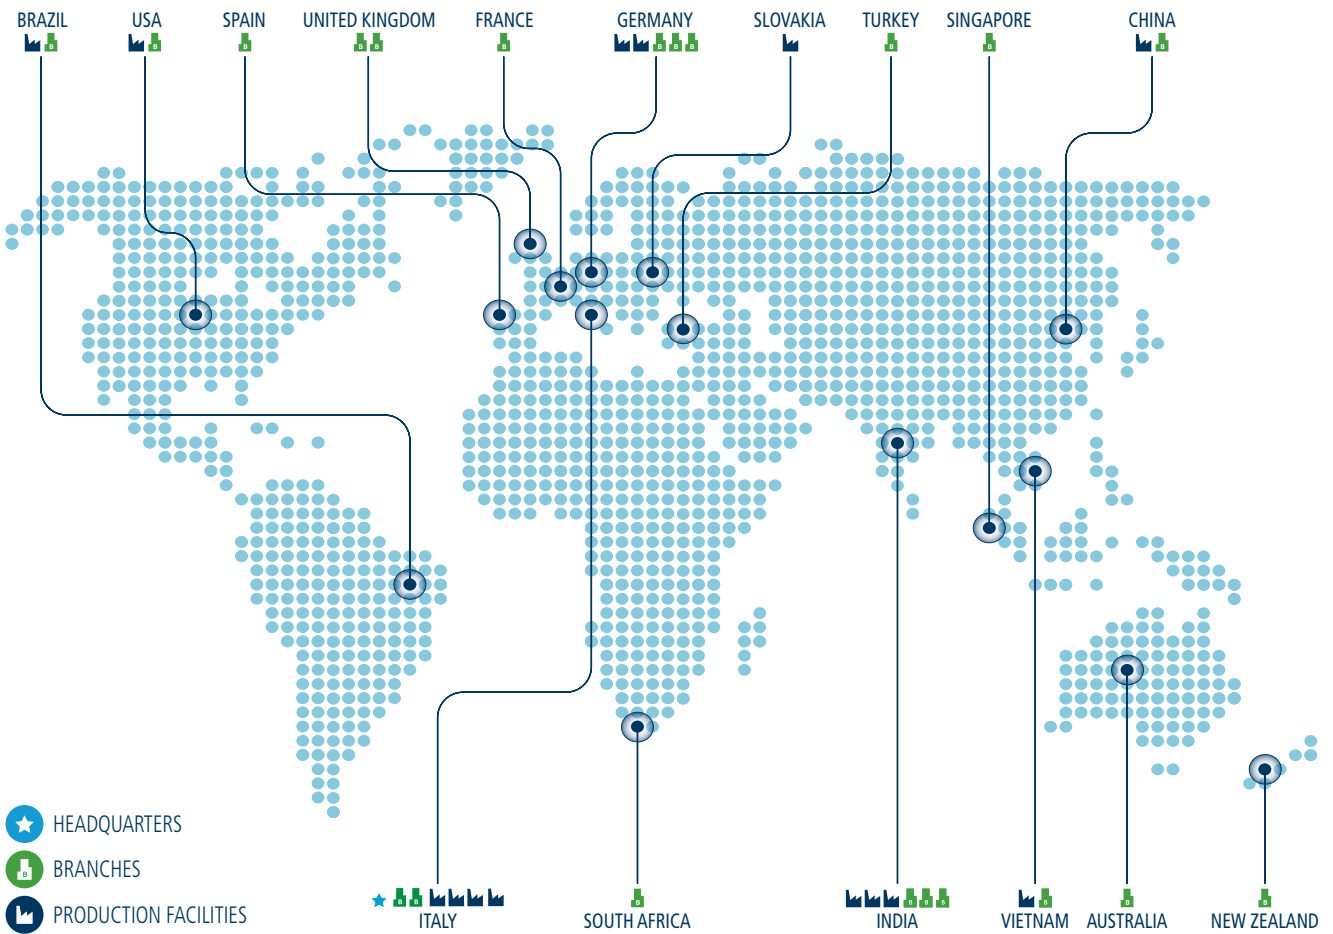 BRAZIL
USA
SPAIN
UNITED KINGDOM
FRANCE
GERMANY
SLOVAKIA
TURKEY
SINGAPORE
CHINA
HEADQUARTERS
BRANCHES
PRODUCTION FACILITIES
ITALY
SOUTH AFRICA
INDIA
VIETNAM
AUSTRALIA
NEW ZEALAND